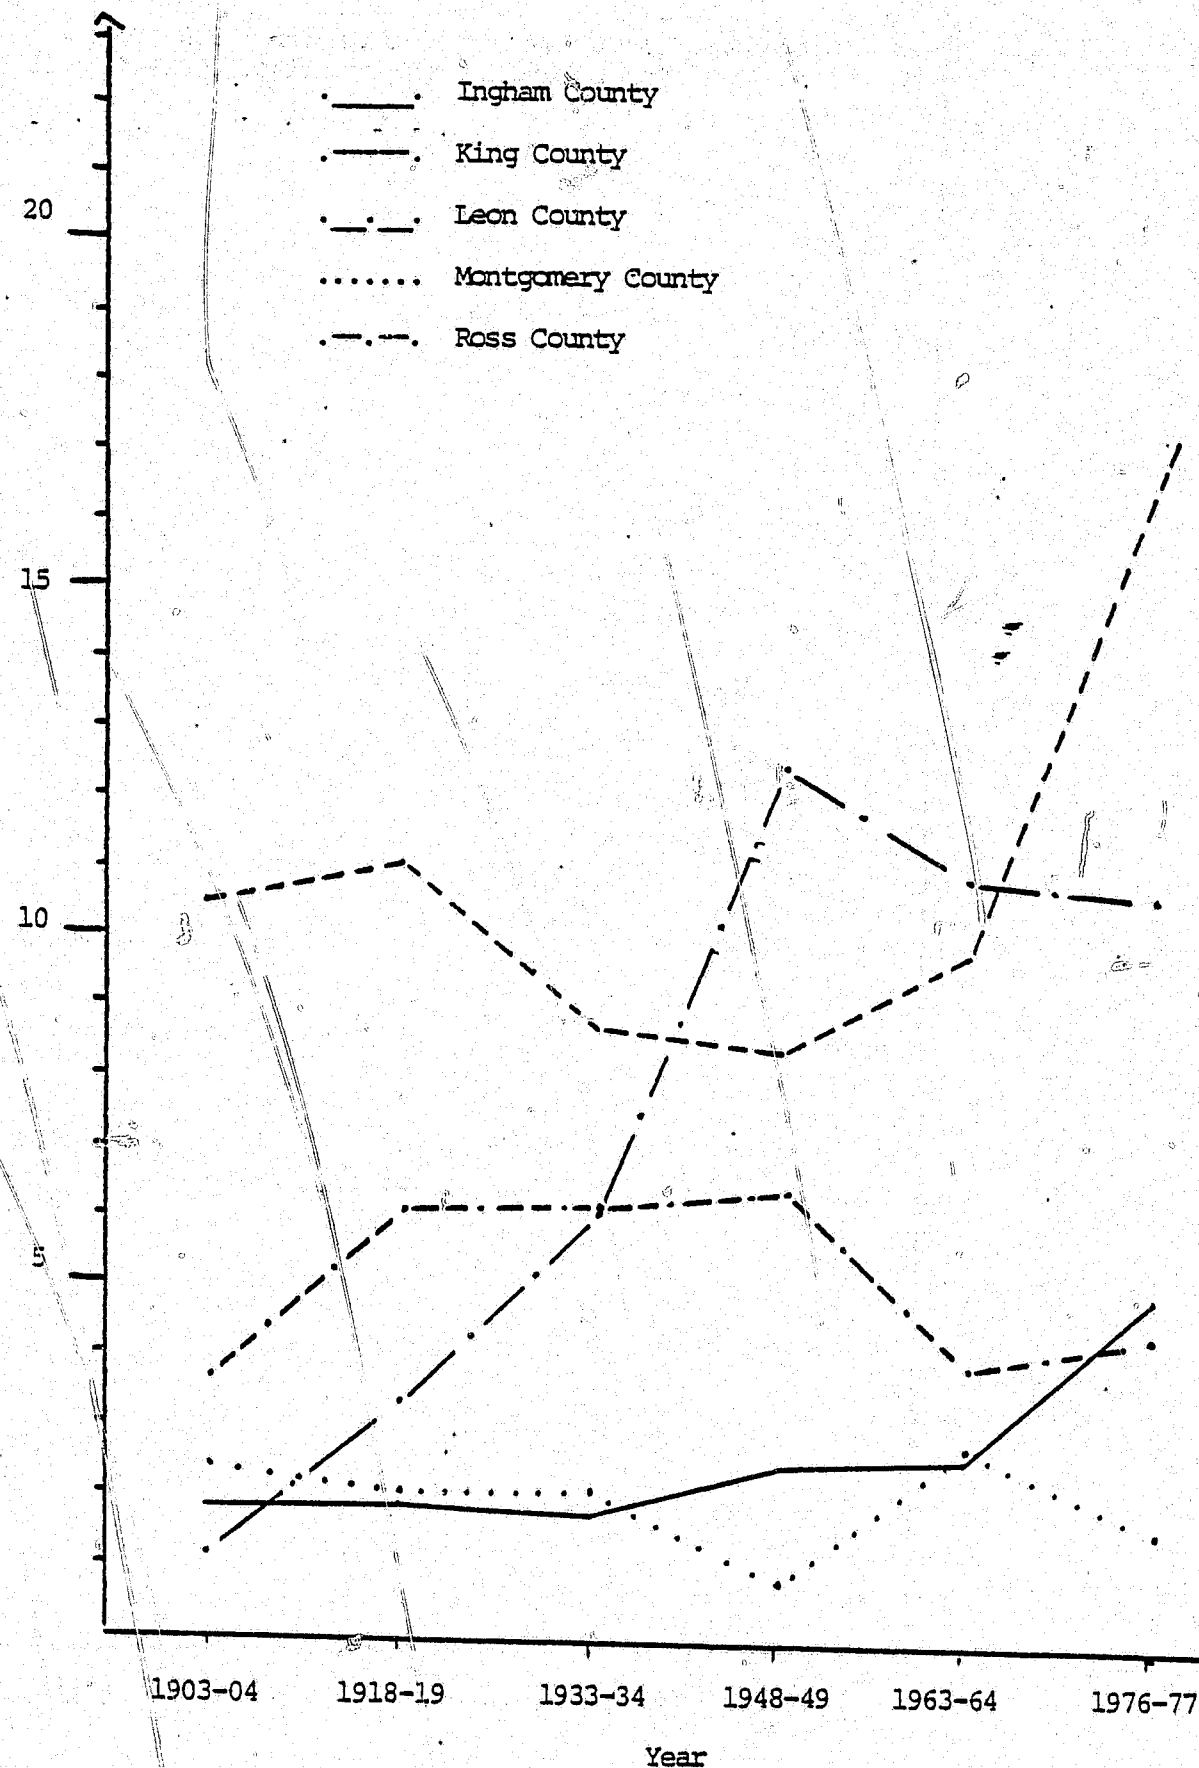 Ingham County
King County
Leon County
Montgomery County
Ross County
20
15
10
5
1903-04 1918-19 1933-34 1948-49 1963-64 1976-77
Year